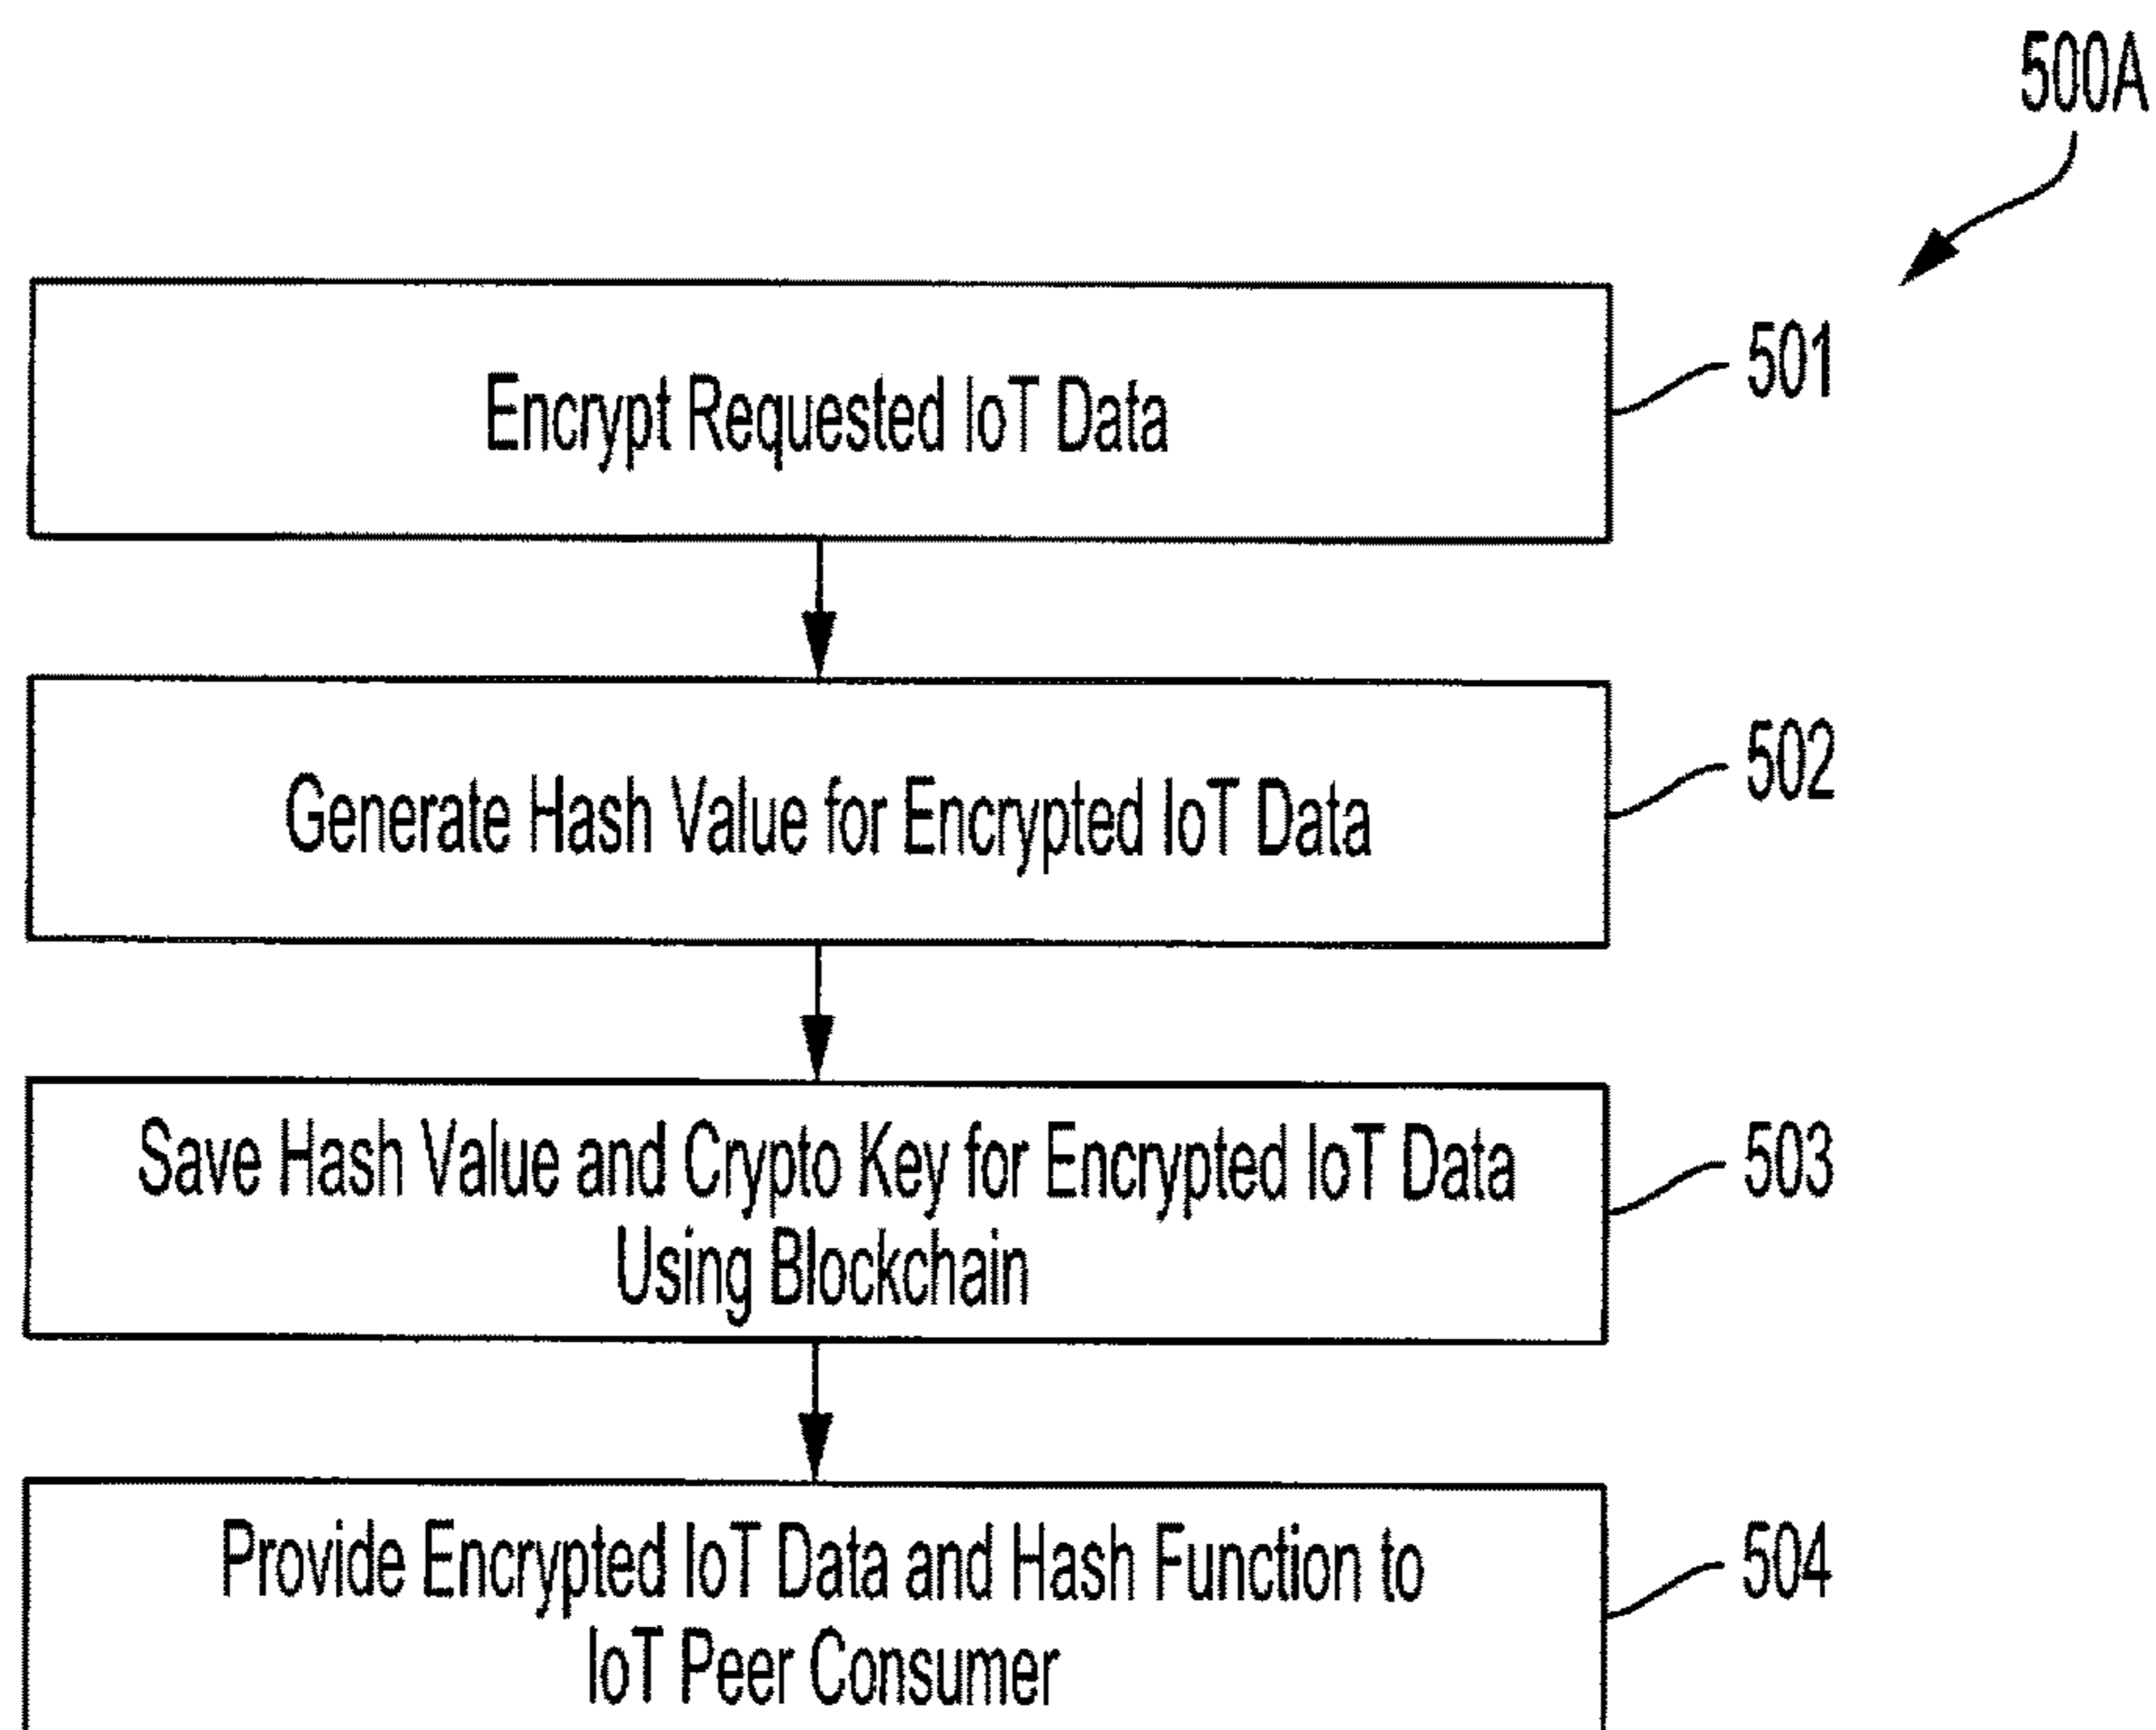 500A
Encrypt Requested IoT Data
501
Generate Hash Value for Encrypted IoT Data
502
Save Hash Value and Crypto Key for Encrypted IoT Data
Using Blockchain
503
Provide Encrypted IoT Data and Hash Function to
IoT Peer Consumer
504